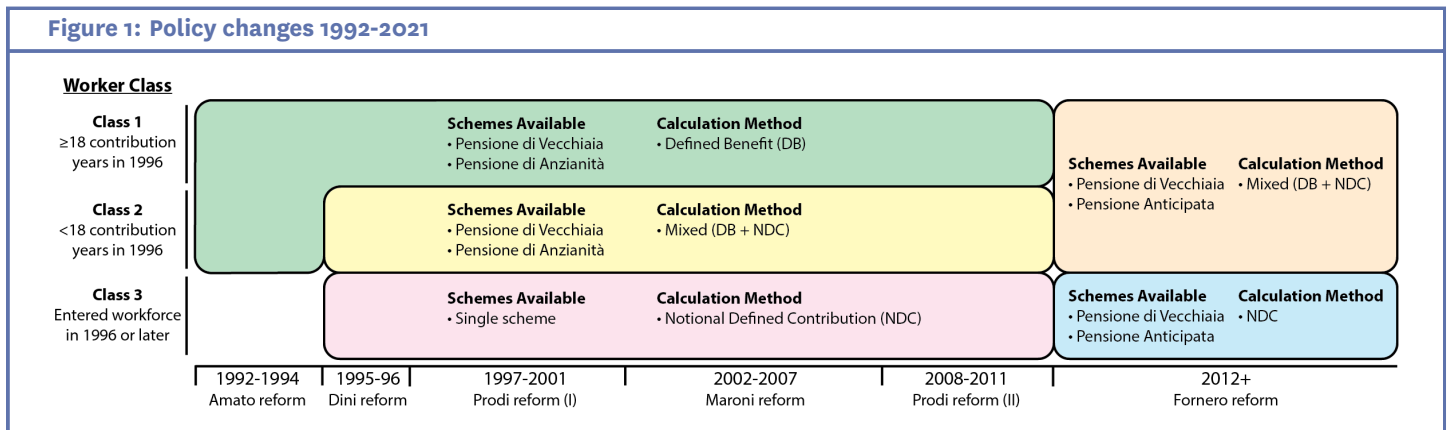 Figure 1: Policy changes 1992-2021
Worker Class
Class 1
≥18 contribution
years in 1996
Schemes Available
• Pensione di Vecchiaia
• Pensione di Anzianità
Calculation Method
• Defined Benefit (DB)
Schemes Available
• Pensione di Vecchiaia
• Pensione Anticipata
Calculation Method
• Mixed (DB + NDC)
Class 2
<18 contribution
years in 1996
Schemes Available
• Pensione di Vecchiaia
• Pensione di Anzianità
Calculation Method
• Mixed (DB + NDC)
Class 3
Entered workforce
in 1996 or later
Schemes Available
• Single scheme
Calculation Method
• Notional Defined Contribution (NDC)
Schemes Available
• Pensione di Vecchiaia
• Pensione Anticipata
Calculation Method
• NDC
1992-1994
Amato reform
1995-96
Dini reform
1997-2001
Prodi reform (I)
2002-2007
Maroni reform
2008-2011
Prodi reform (II)
2012+
Fornero reform